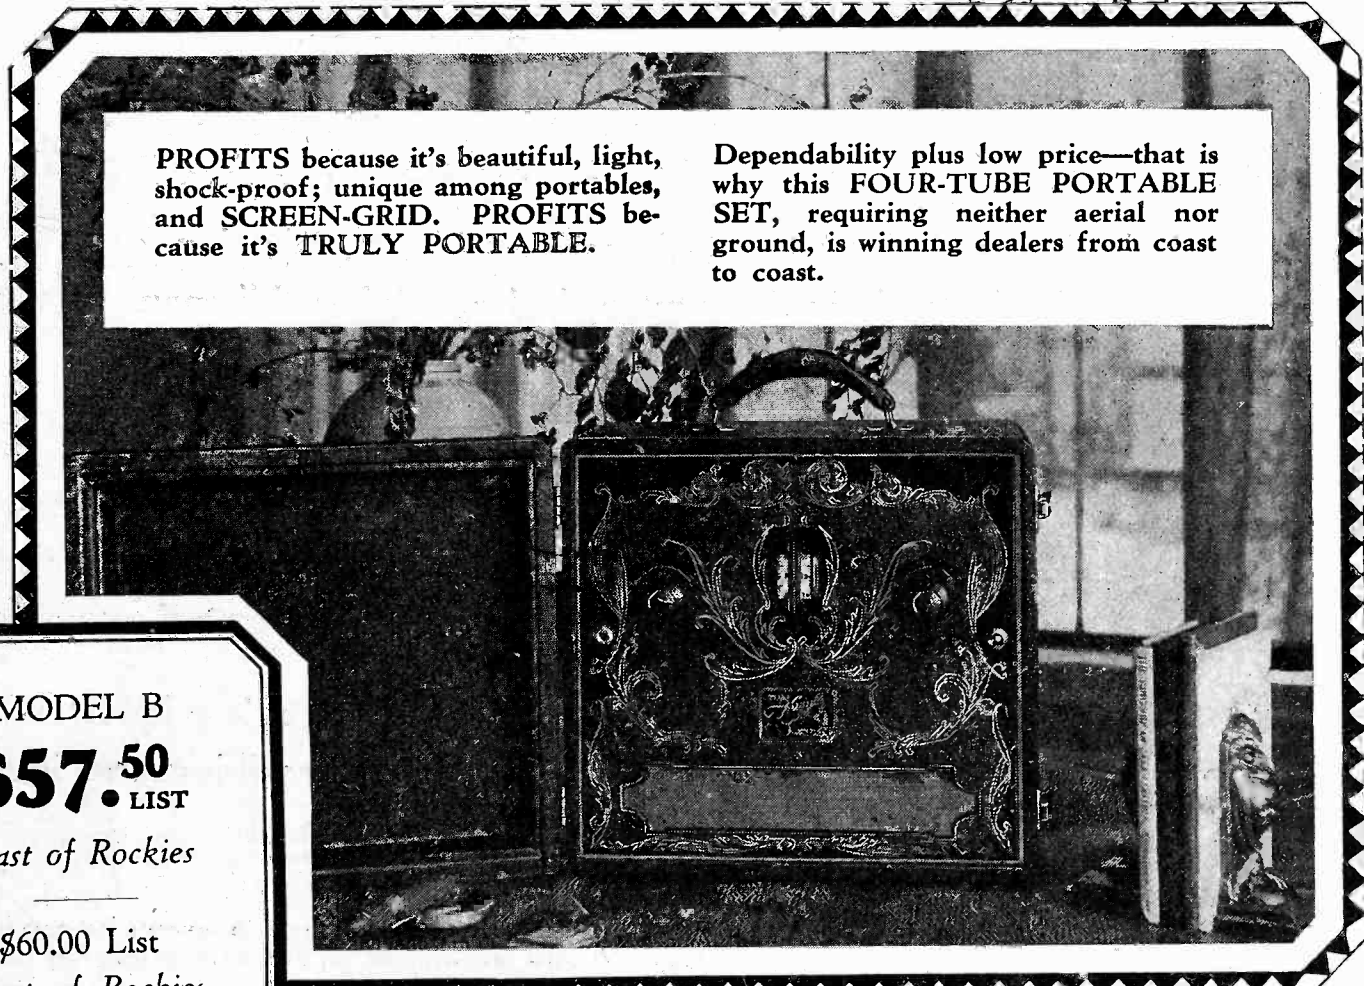 PROFITS because it's beautiful, light,
shock-proof; unique among portables,
and SCREEN-GRID. PROFITS be-
cause it's TRULY PORTABLE.
Dependability plus low price—that is
why this FOUR-TUBE PORTABLE
SET, requiring neither aerial nor
ground, is winning dealers from coast
to coast.
MODEL B
$57.50
LIST
of Rockies
$60.00 List
of Rockies